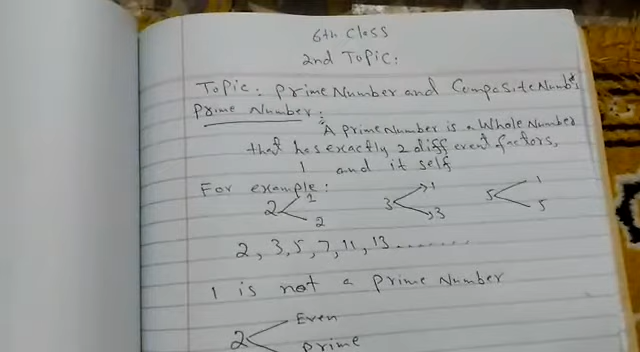 6th Class
2nd Topic:
Topic: Prime Number and Composite Numb's
Prime Number:
A Prime Number is a Whole Number
that has exactly 2 different factors,
1 and it self
For example:
2 1 2 3 1 3 5 1 5
2, 3, 5, 7, 11, 13.......
1 is not a Prime Number
2 Even
Prime